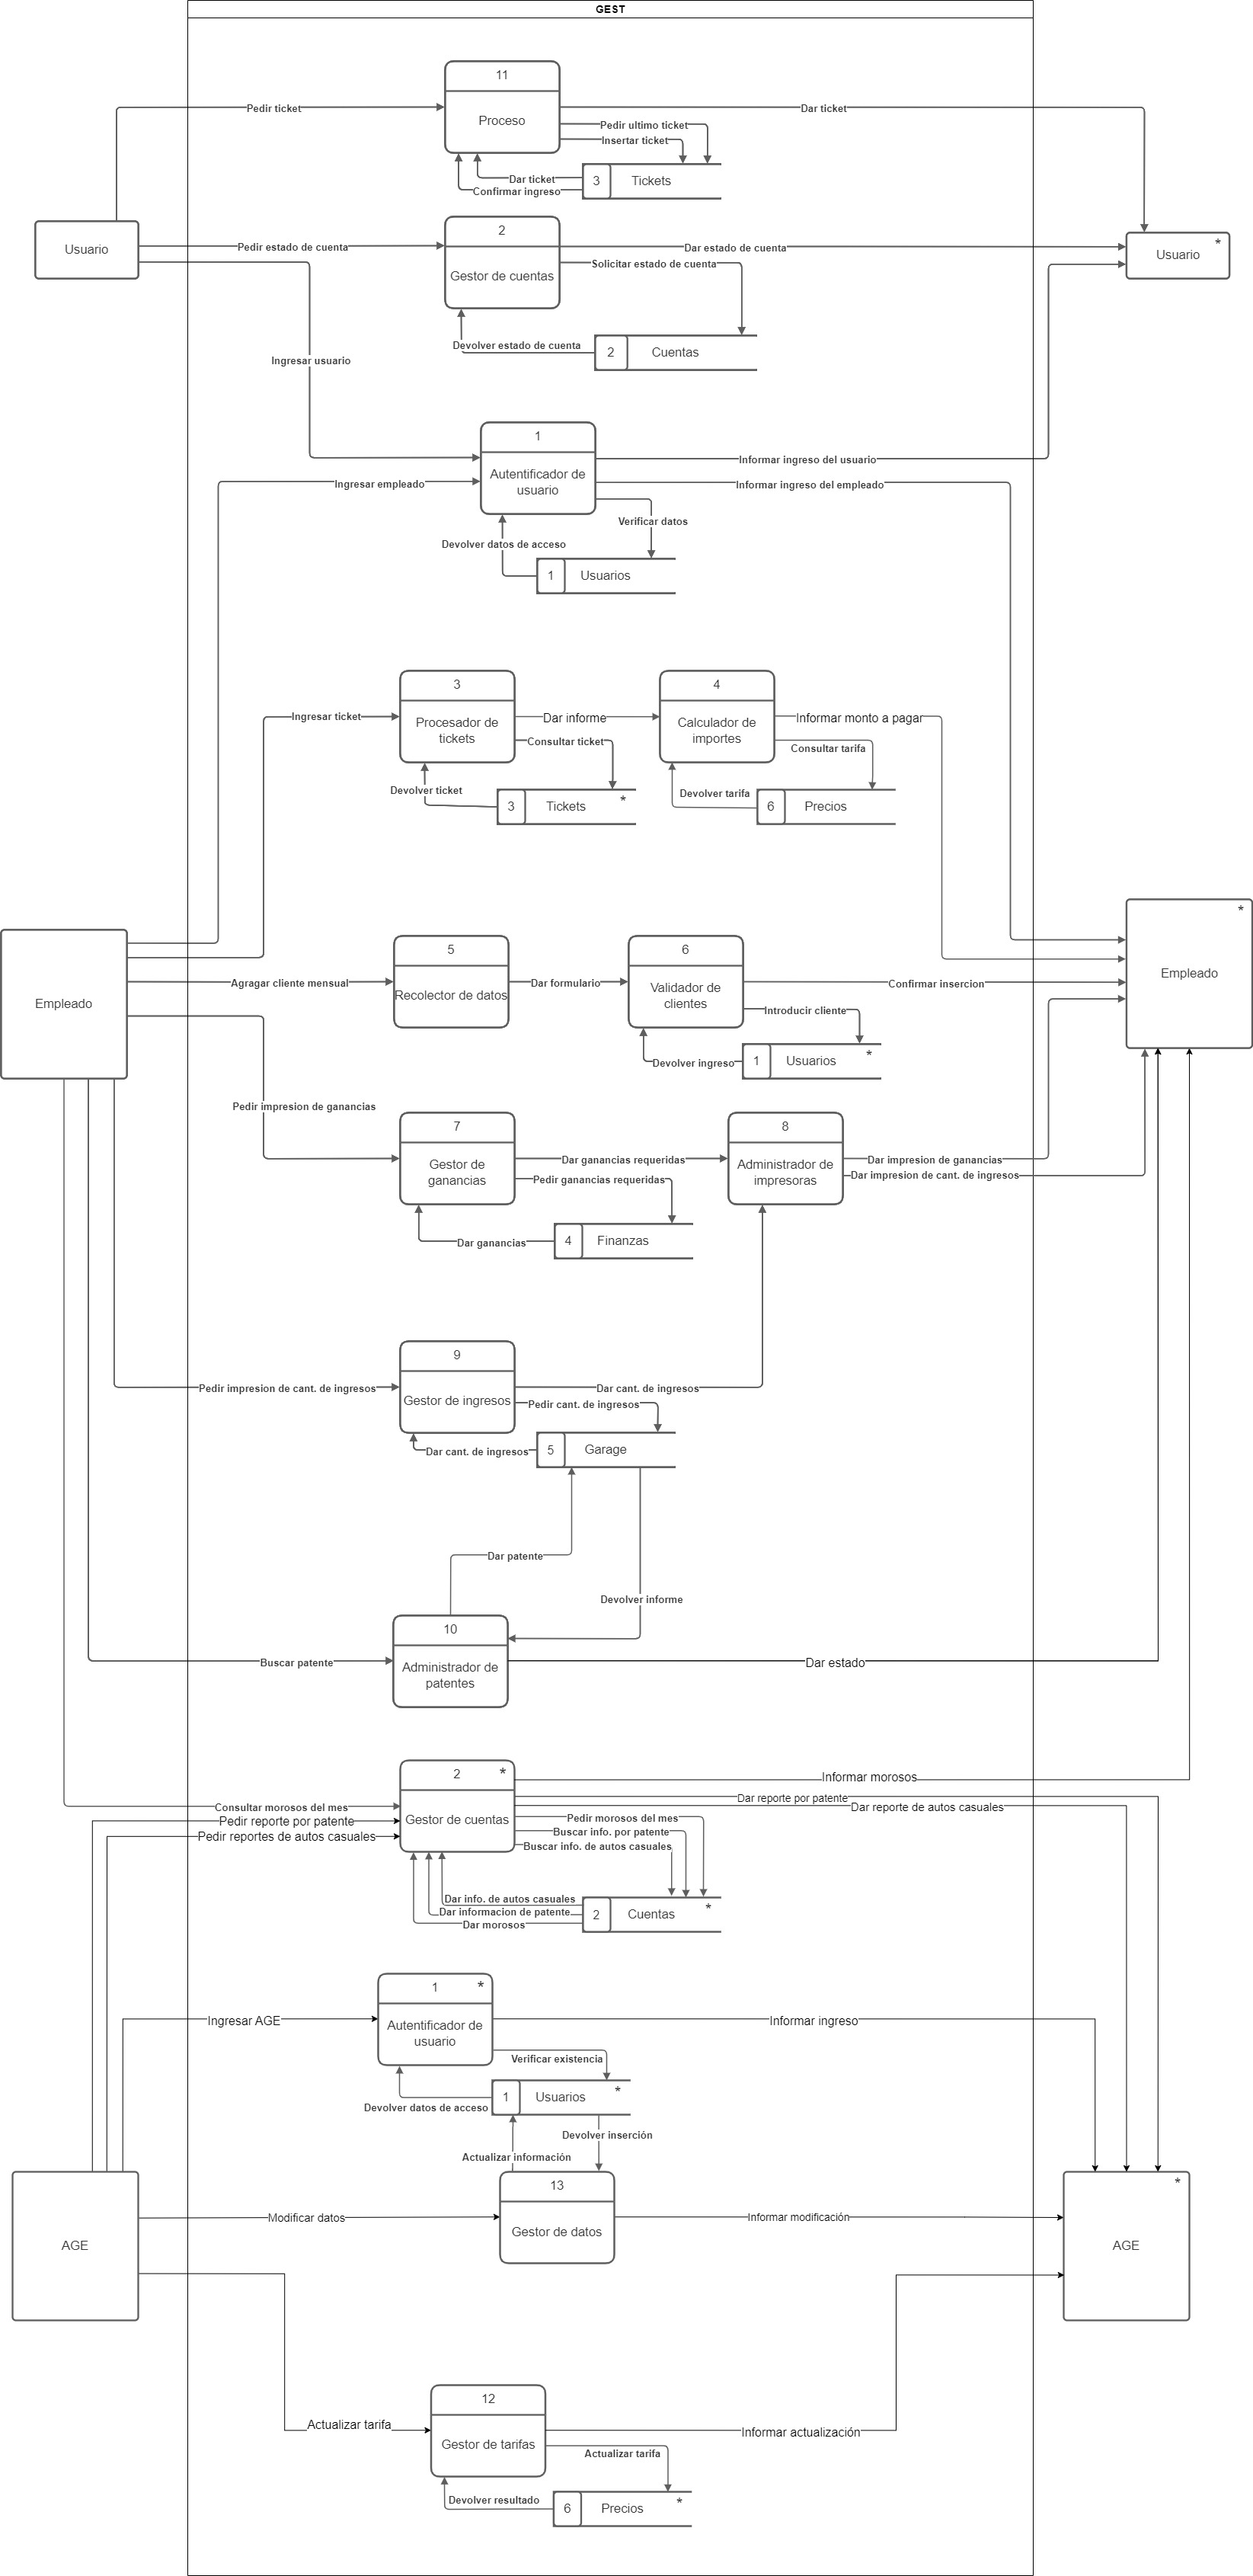 GEST
11
Proceso
Pedir ticket
Dar ticket
Pedir ultimo ticket
Insertar ticket
Dar ticket
Confirmar ingreso
3
Tickets
Usuario
2
Gestor de cuentas
Pedir estado de cuenta
Dar estado de cuenta
Solicitar estado de cuenta
Usuario
*
Devolver estado de cuenta
2
Cuentas
Ingresar usuario
1
Autentificador de
usuario
Informar ingreso del usuario
Ingresar empleado
Informar ingreso del empleado
Verificar datos
Devolver datos de acceso
1
Usuarios
3
Procesador de
tickets
Ingresar ticket
Dar informe
4
Calculador de
importes
Informar monto a pagar
Consultar ticket
Consultar tarifa
Devolver ticket
3
Tickets
*
Devolver tarifa
6
Precios
Empleado
Empleado
*
5
Recolector de datos
Agragar cliente mensual
Dar formulario
6
Validador de
clientes
Confirmar insercion
Introducir cliente
Devolver ingreso
1
Usuarios
*
Pedir impresion de ganancias
7
Gestor de
ganancias
Dar ganancias requeridas
Pedir ganancias requeridas
8
Administrador de
impresoras
Dar impresion de ganancias
Dar impresion de cant. de ingresos
Dar ganancias
4
Finanzas
9
Gestor de ingresos
Pedir impresion de cant. de ingresos
Dar cant. de ingresos
Pedir cant. de ingresos
Dar cant. de ingresos
5
Garage
Dar patente
Devolver informe
10
Administrador de
patentes
Buscar patente
Dar estado
2
*
Gestor de cuentas
Informar morosos
Dar reporte por patente
Dar reporte de autos casuales
Consultar morosos del mes
Pedir reporte por patente
Pedir reportes de autos casuales
Pedir morosos del mes
Buscar info. por patente
Buscar info. de autos casuales
Dar info. de autos casuales
Dar informacion de patente
Dar morosos
2
Cuentas
*
1
*
Autentificador de
usuario
Ingresar AGE
Informar ingreso
Verificar existencia
Devolver datos de acceso
1
Usuarios
*
Devolver inserción
Actualizar información
13
Gestor de datos
Modificar datos
Informar modificación
AGE
AGE
*
12
Gestor de tarifas
Actualizar tarifa
Informar actualización
Actualizar tarifa
Devolver resultado
6
Precios
*